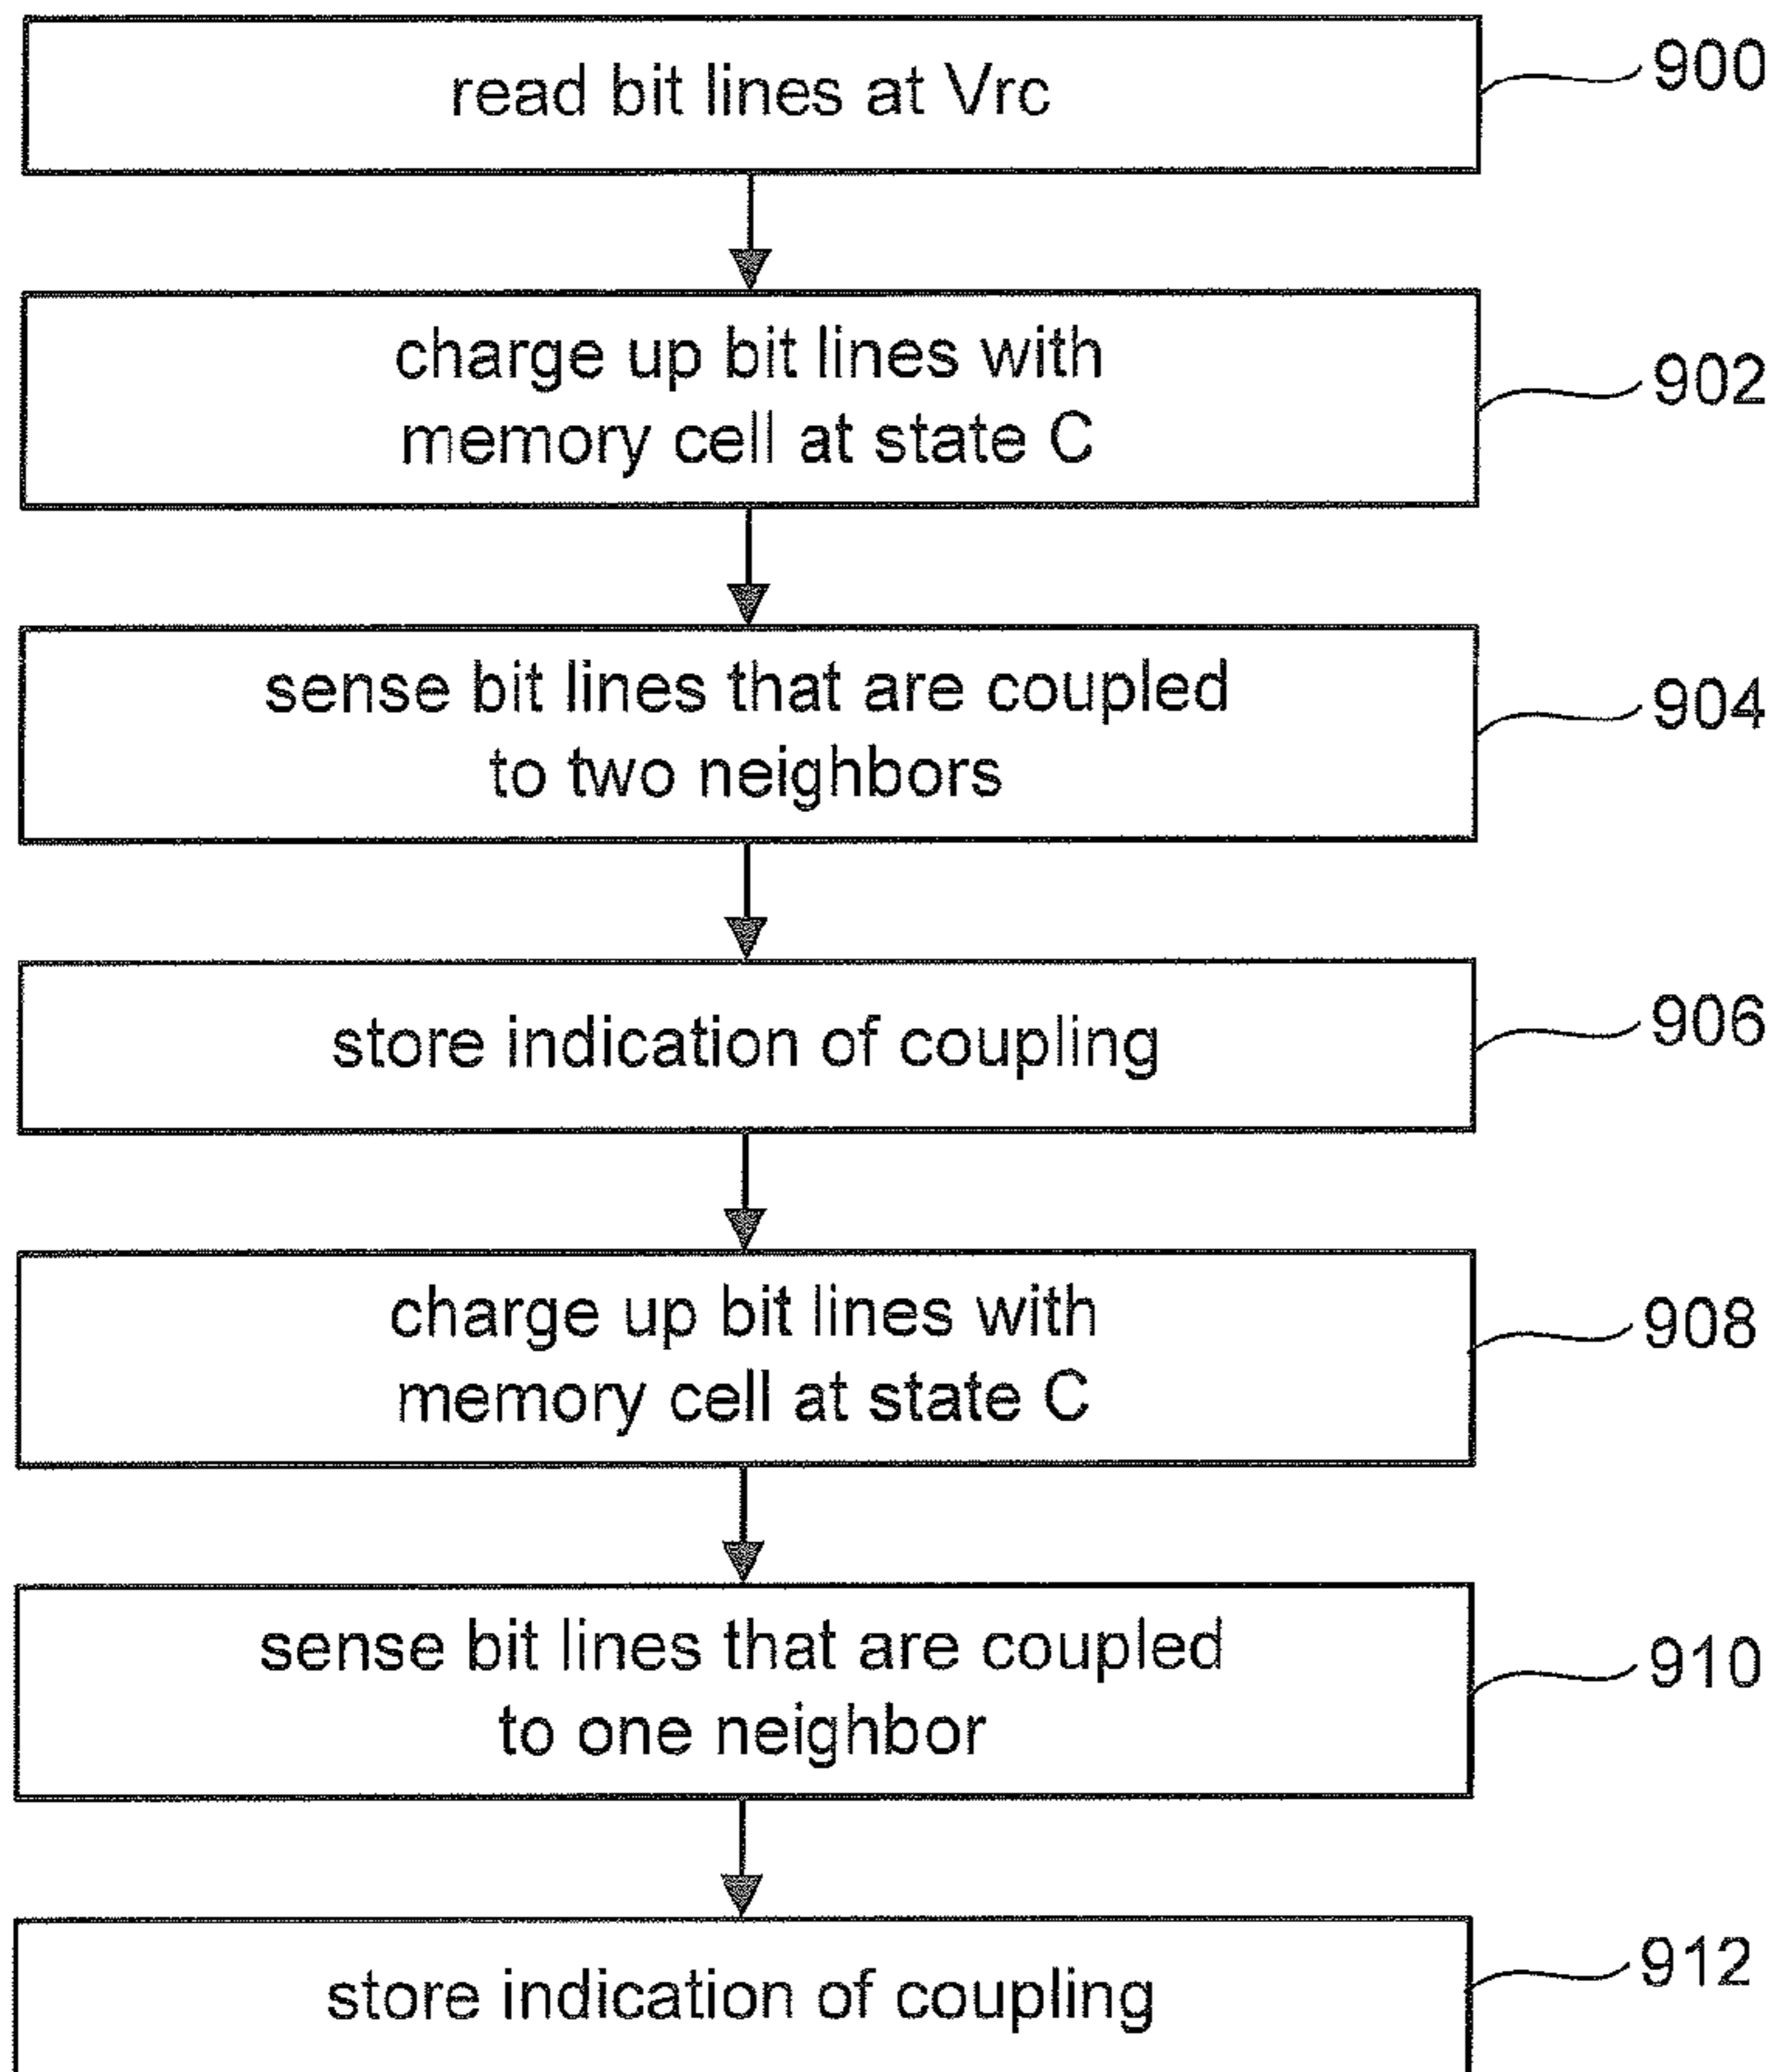 read bit lines at Vrc
900
charge up bit lines with
memory cell at state C
902
sense bit lines that are coupled
to two neighbors
904
store indication of coupling
906
charge up bit lines with
memory cell at state C
908
sense bit lines that are coupled
to one neighbor
910
store indication of coupling
912